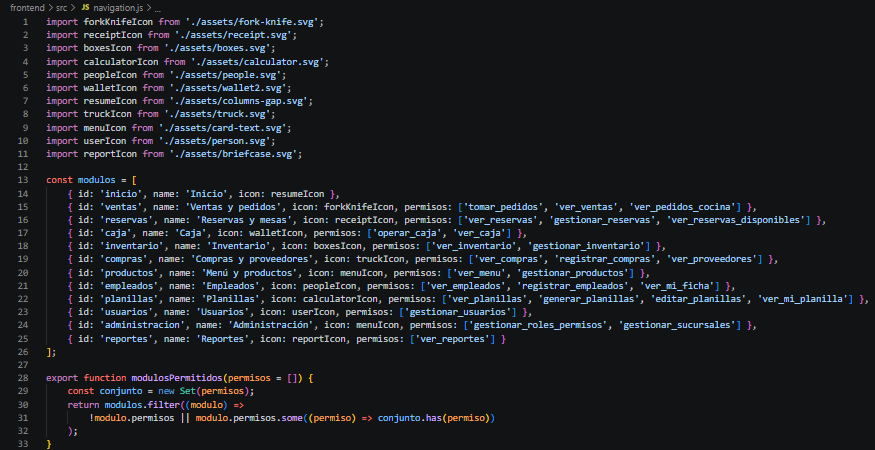 frontend > src > JS navigation.js > ...
1 import forkKnifeIcon from './assets/fork-knife.svg';
2 import receiptIcon from './assets/receipt.svg';
3 import boxesIcon from './assets/boxes.svg';
4 import calculatorIcon from './assets/calculator.svg';
5 import peopleIcon from './assets/people.svg';
6 import walletIcon from './assets/wallet2.svg';
7 import resumeIcon from './assets/columns-gap.svg';
8 import truckIcon from './assets/truck.svg';
9 import menuIcon from './assets/card-text.svg';
10 import userIcon from './assets/person.svg';
11 import reportIcon from './assets/briefcase.svg';
12
13 const modulos = [
14 { id: 'inicio', name: 'Inicio', icon: resumeIcon },
15 { id: 'ventas', name: 'Ventas y pedidos', icon: forkKnifeIcon, permisos: ['tomar_pedidos', 'ver_ventas', 'ver_pedidos_cocina'] },
16 { id: 'reservas', name: 'Reservas y mesas', icon: receiptIcon, permisos: ['ver_reservas', 'gestionar_reservas', 'ver_reservas_disponibles'] },
17 { id: 'caja', name: 'Caja', icon: walletIcon, permisos: ['operar_caja', 'ver_caja'] },
18 { id: 'inventario', name: 'Inventario', icon: boxesIcon, permisos: ['ver_inventario', 'gestionar_inventario'] },
19 { id: 'compras', name: 'Compras y proveedores', icon: truckIcon, permisos: ['ver_compras', 'registrar_compras', 'ver_proveedores'] },
20 { id: 'productos', name: 'Menú y productos', icon: menuIcon, permisos: ['ver_menu', 'gestionar_productos'] },
21 { id: 'empleados', name: 'Empleados', icon: peopleIcon, permisos: ['ver_empleados', 'registrar_empleados', 'ver_mi_ficha'] },
22 { id: 'planillas', name: 'Planillas', icon: calculatorIcon, permisos: ['ver_planillas', 'generar_planillas', 'editar_planillas', 'ver_mi_planilla'] },
23 { id: 'usuarios', name: 'Usuarios', icon: userIcon, permisos: ['gestionar_usuarios'] },
24 { id: 'administracion', name: 'Administración', icon: menuIcon, permisos: ['gestionar_roles_permisos', 'gestionar_sucursales'] },
25 { id: 'reportes', name: 'Reportes', icon: reportIcon, permisos: ['ver_reportes'] }
26 ];
27
28 export function modulosPermitidos(permisos = []) {
29 const conjunto = new Set(permisos);
30 return modulos.filter((modulo) =>
31 !modulo.permisos || modulo.permisos.some((permiso) => conjunto.has(permiso))
32 );
33 }